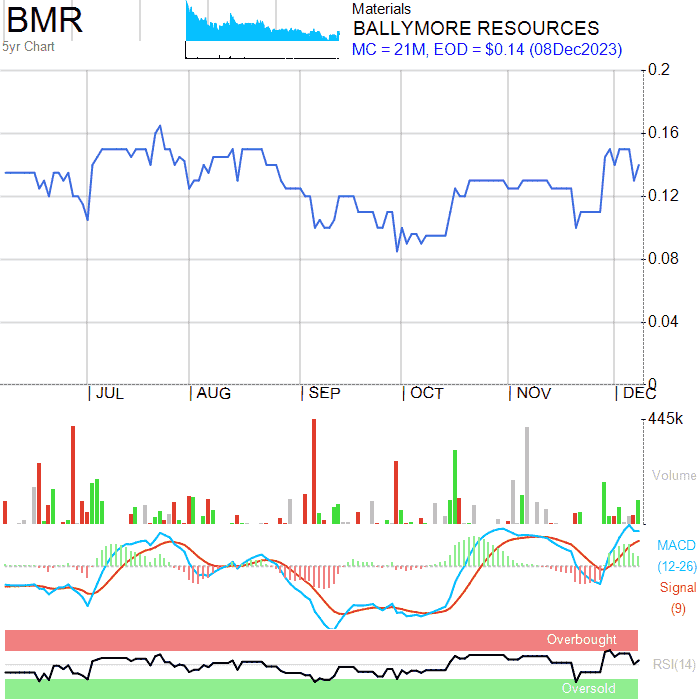 BMR
5yr Chart
Materials
BALLYMORE RESOURCES
MC = 21M, EOD = $0.14 (08Dec2023)
0.2
0.16
0.12
0.08
0.04
0
JUL AUG SEP OCT NOV DEC
445k
Volume
MACD
(12-26)
Signal
(9)
Overbought
RSI(14)
Oversold